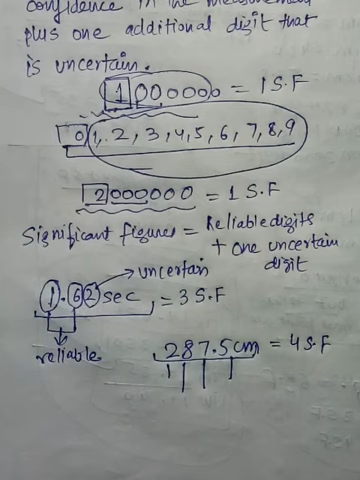 confidence in the measurement
plus one additional digit that
is uncertain.
1000000 = 1 S.F
0 1, 2, 3, 4, 5, 6, 7, 8, 9
2000000 = 1 S.F
Significant figures = Reliable digits
+ one uncertain
digit
uncertain
1.62 sec = 3 S.F
reliable
287.5cm = 4 S.F